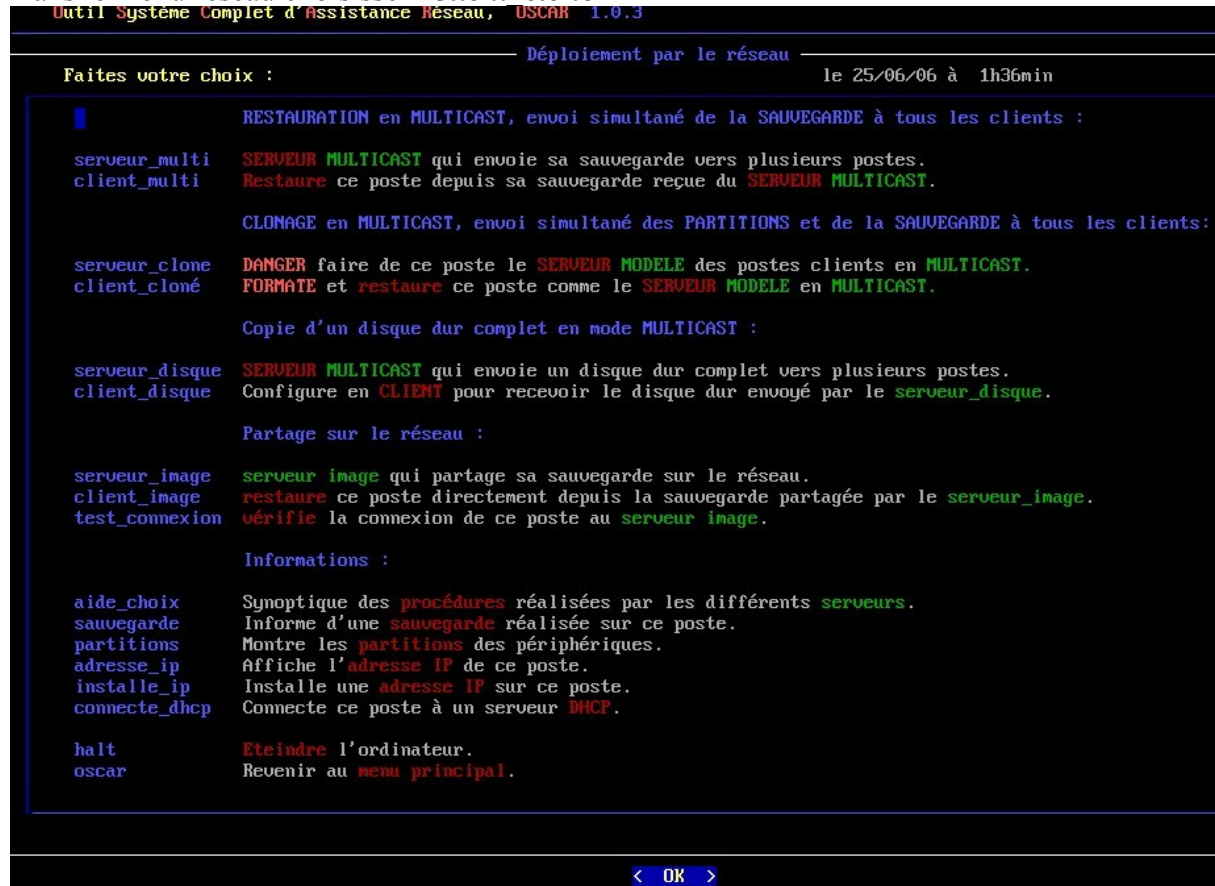 Outil Système Complet d'Assistance Réseau, OSCAR 1.0.3
Déploiement par le réseau
Faites votre choix : le 25/06/06 à 1h36min
RESTAURATION en MULTICAST, envoi simultané de la SAUVEGARDE à tous les clients :
serveur_multi SERVEUR MULTICAST qui envoie sa sauvegarde vers plusieurs postes.
client_multi Restaure ce poste depuis sa sauvegarde reçue du SERVEUR MULTICAST.
CLONAGE en MULTICAST, envoi simultané des PARTITIONS et de la SAUVEGARDE à tous les clients:
serveur_clone DANGER faire de ce poste le SERVEUR MODELE des postes clients en MULTICAST.
client_cloné FORMATE et restaure ce poste comme le SERVEUR MODELE en MULTICAST.
Copie d'un disque dur complet en mode MULTICAST :
serveur_disque SERVEUR MULTICAST qui envoie un disque dur complet vers plusieurs postes.
client_disque Configure en CLIENT pour recevoir le disque dur envoyé par le serveur_disque.
Partage sur le réseau :
serveur_image serveur image qui partage sa sauvegarde sur le réseau.
client_image restaure ce poste directement depuis la sauvegarde partagée par le serveur_image.
test_connexion vérifie la connexion de ce poste au serveur image.
Informations :
aide_choix Synoptique des procédures réalisées par les différents serveurs.
sauvegarde Informe d'une sauvegarde réalisée sur ce poste.
partitions Montre les partitions des périphériques.
adresse_ip Affiche l'adresse IP de ce poste.
installe_ip Installe une adresse IP sur ce poste.
connecte_dhcp Connecte ce poste à un serveur DHCP.
halt Eteindre l'ordinateur.
oscar Revenir au menu principal.
< OK >